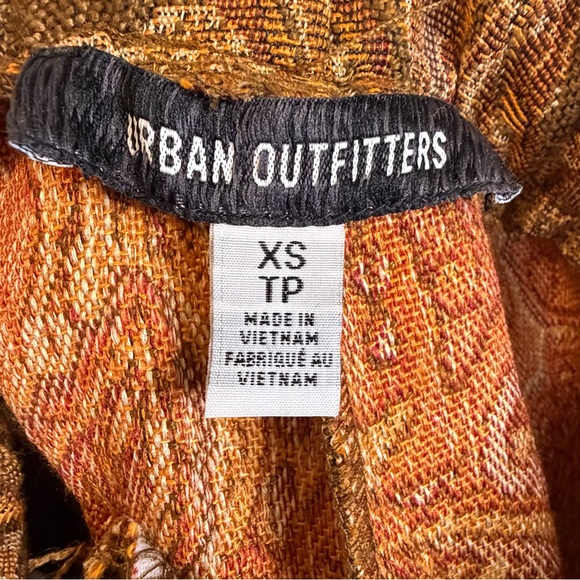 URBAN OUTFITTERS
XS
TP
MADE IN
VIETNAM
FABRIQUÉ AU
VIETNAM